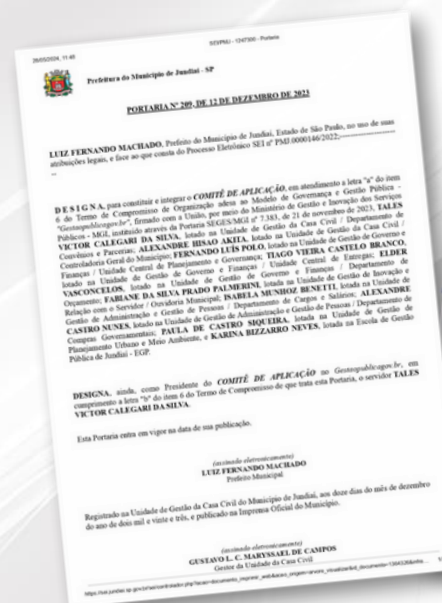 26/03/2024, 11:40
SEI/PMJ - 1247300 - Portaria
Prefeitura do Município de Jundiaí - SP
PORTARIA Nº 209, DE 12 DE DEZEMBRO DE 2023
LUIZ FERNANDO MACHADO, Prefeito do Município de Jundiaí, Estado de São Paulo, no uso de suas
atribuições legais, e face ao que consta do Processo Eletrônico SEI nº PMJ.0000146/2022;
--
D E S I G N A, para constituir e integrar o COMITÊ DE APLICAÇÃO, em atendimento a letra "a" do item
6 do Termo de Compromisso de Organização adesa ao Modelo de Governança e Gestão Pública -
"Gestaopublicagov.br", firmado com a União, por meio do Ministério de Gestão e Inovação dos Serviços
Públicos - MGI, instituído através da Portaria SEGES/MGI nº 7.383, de 21 de novembro de 2023, TALES
VICTOR CALEGARI DA SILVA, lotado na Unidade de Gestão da Casa Civil / Departamento de
Convênios e Parcerias, ALEXANDRE HISAO AKITA, lotado na Unidade de Gestão da Casa Civil /
Controladoria Geral do Município; FERNANDO LUÍS POLO, lotado na Unidade de Gestão de Governo e
Finanças / Unidade Central de Planejamento e Governança; TIAGO VIEIRA CASTELO BRANCO,
lotado na Unidade de Gestão de Governo e Finanças / Unidade Central de Entregas; ELDER
VASCONCELOS, lotado na Unidade de Gestão de Governo e Finanças / Departamento de
Orçamento; FABIANE DA SILVA PRADO PALMERINI, lotada na Unidade de Gestão de Inovação e
Relação com o Servidor / Ouvidoria Municipal; ISABELA MUNHOZ BENETTI, lotada na Unidade de
Gestão de Administração e Gestão de Pessoas / Departamento de Cargos e Salários; ALEXANDRE
CASTRO NUNES, lotado na Unidade de Gestão de Administração e Gestão de Pessoas / Departamento de
Compras Governamentais; PAULA DE CASTRO SIQUEIRA, lotada na Unidade de Gestão de
Planejamento Urbano e Meio Ambiente, e KARINA BIZZARRO NEVES, lotada na Escola de Gestão
Pública de Jundiaí - EGP.
DESIGNA, ainda, como Presidente do COMITÊ DE APLICAÇÃO no Gestaopublicagov.br, em
cumprimento a letra "b" do item 6 do Termo de Compromisso de que trata esta Portaria, o servidor TALES
VICTOR CALEGARI DA SILVA.
Esta Portaria entra em vigor na data de sua publicação.
(assinado eletronicamente)
LUIZ FERNANDO MACHADO
Prefeito Municipal
Registrado na Unidade de Gestão da Casa Civil do Município de Jundiaí, aos doze dias do mês de dezembro
do ano de dois mil e vinte e três, e publicado na Imprensa Oficial do Município.
(assinado eletronicamente)
GUSTAVO L. C. MARYSSAEL DE CAMPOS
Gestor da Unidade da Casa Civil